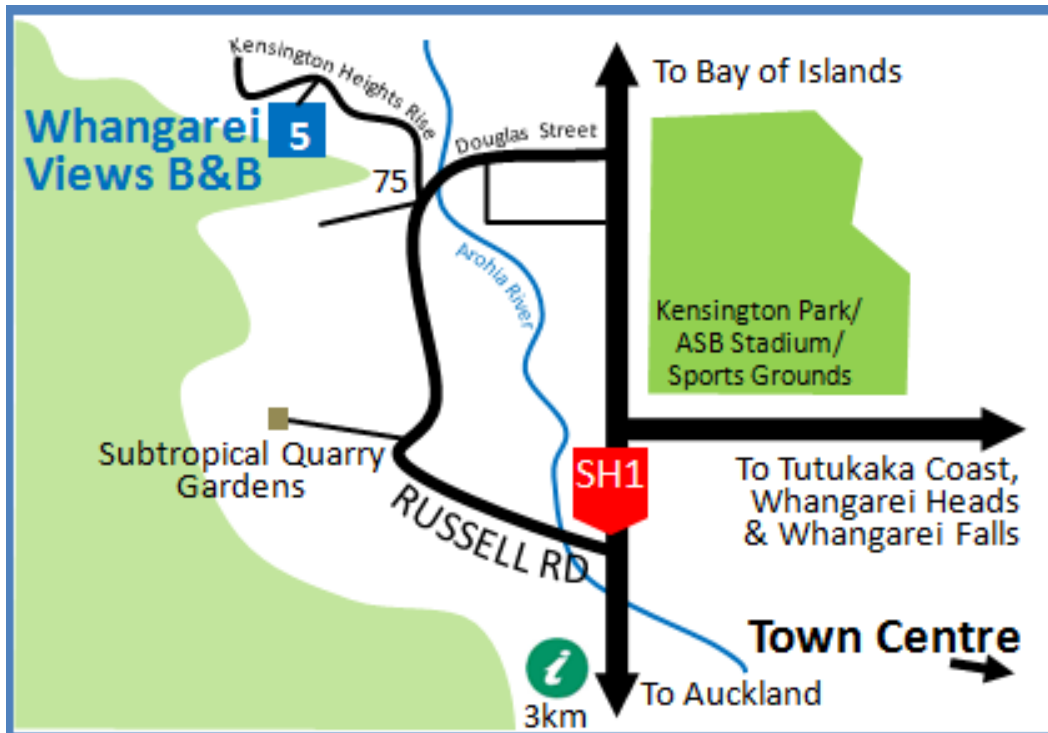 Kensington Heights Rise
To Bay of Islands
Whangarei
Views B&B
5
Douglas Street
75
Arohia River
Kensington Park/
ASB Stadium/
Sports Grounds
Subtropical Quarry
Gardens
SH1
To Tutukaka Coast,
Whangarei Heads
& Whangarei Falls
RUSSELL RD
Town Centre
i
3km
To Auckland